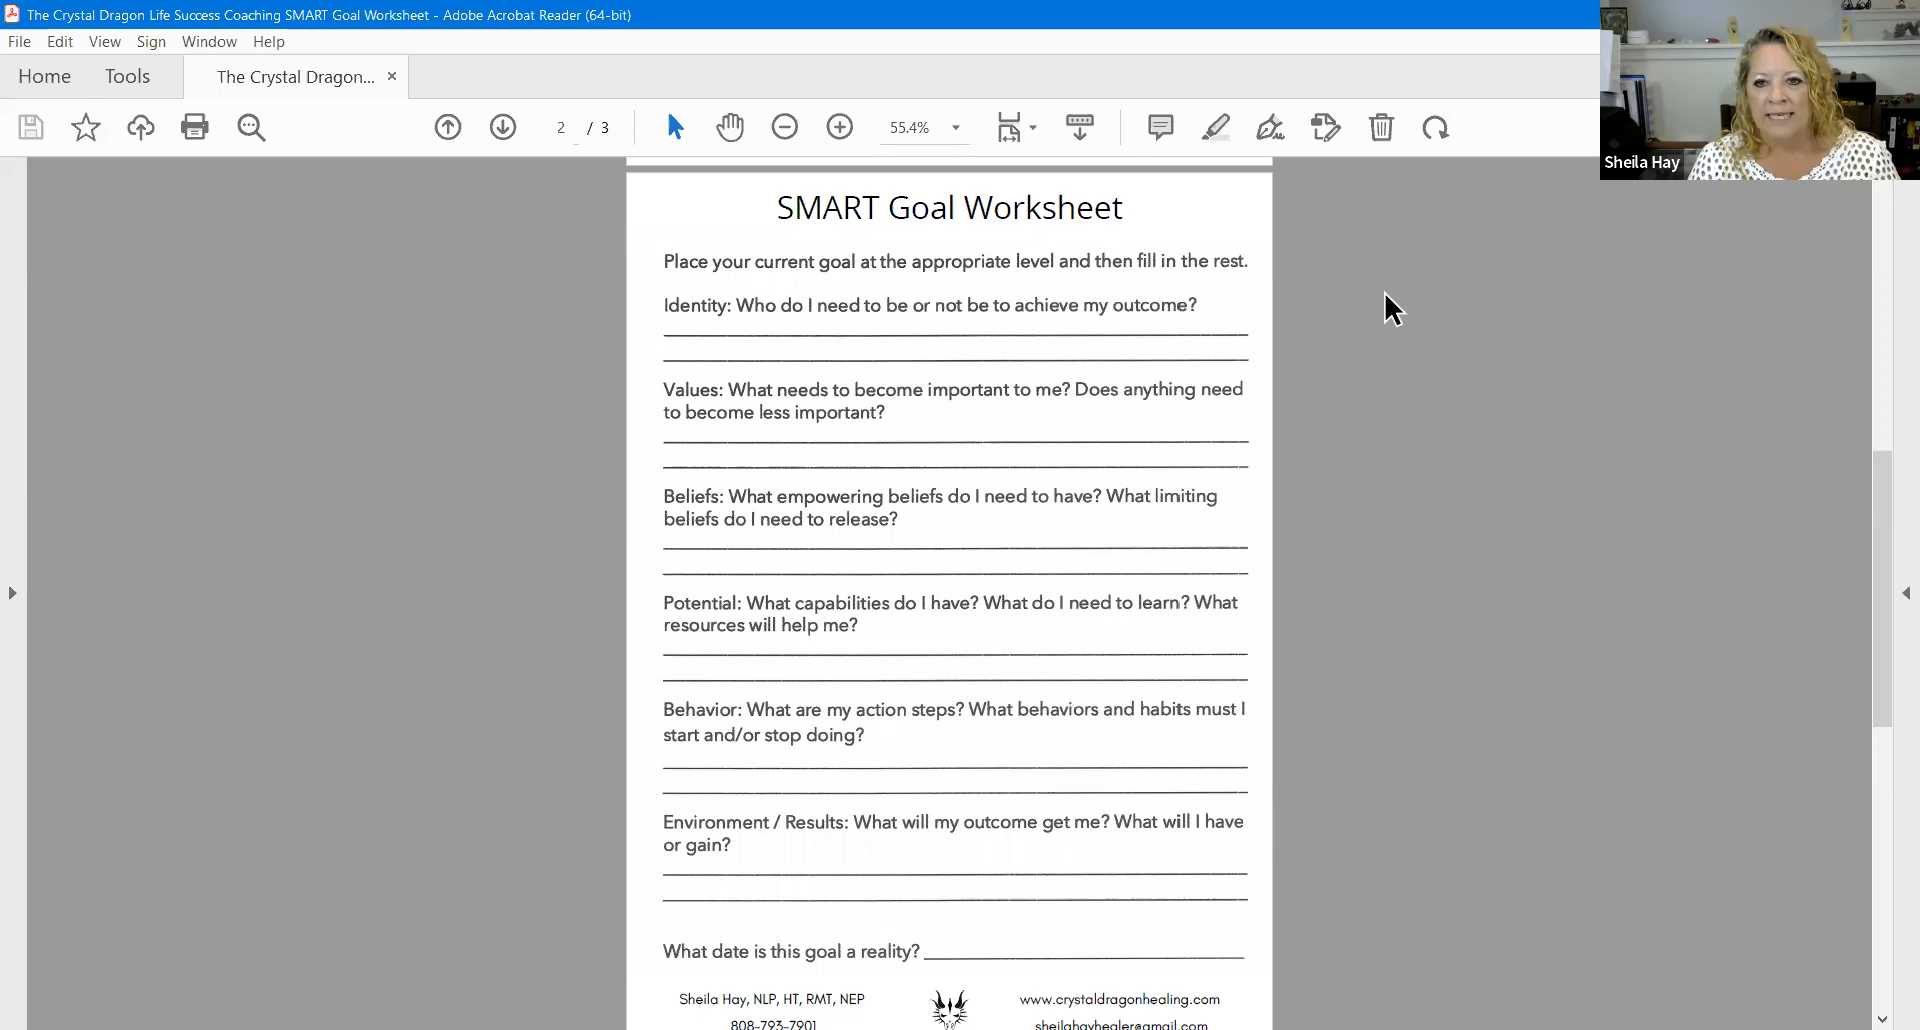 The Crystal Dragon Life Success Coaching SMART Goal Worksheet - Adobe Acrobat Reader (64-bit)
File Edit View Sign Window Help
Home Tools The Crystal Dragon... ×
2 / 3 55.4%
Sheila Hay
SMART Goal Worksheet
Place your current goal at the appropriate level and then fill in the rest.
Identity: Who do I need to be or not be to achieve my outcome?
Values: What needs to become important to me? Does anything need
to become less important?
Beliefs: What empowering beliefs do I need to have? What limiting
beliefs do I need to release?
Potential: What capabilities do I have? What do I need to learn? What
resources will help me?
Behavior: What are my action steps? What behaviors and habits must I
start and/or stop doing?
Environment / Results: What will my outcome get me? What will I have
or gain?
What date is this goal a reality?
Sheila Hay, NLP, HT, RMT, NEP www.crystaldragonhealing.com
808-793-7901 sheilahayhealer@gmail.com